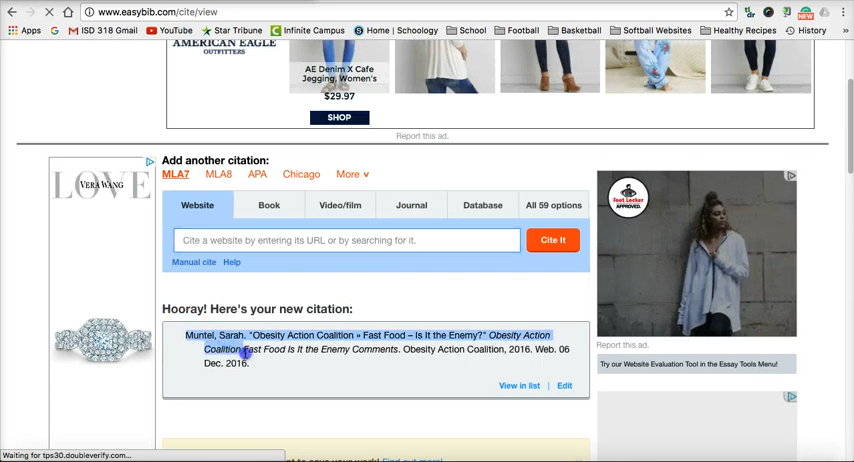 www.easybib.com/cite/view
Apps
G
ISD 318 Gmail
YouTube
Star Tribune
Infinite Campus
Home | Schoology
School
Football
Basketball
Softball Websites
Healthy Recipes
History
»
AMERICAN EAGLE
OUTFITTERS
AE Denim X Cafe
Jegging, Women's
$29.97
SHOP
Report this ad.
Add another citation:
MLA7 MLA8 APA Chicago More v
Website Book Video/film Journal Database All 59 options
Cite a website by entering its URL or by searching for it.
Cite It
Manual cite Help
LOVE
VERA WANG
Foot Locker
APPROVED.
Hooray! Here's your new citation:
Muntel, Sarah. "Obesity Action Coalition » Fast Food – Is It the Enemy?" Obesity Action
Coalition Fast Food Is It the Enemy Comments. Obesity Action Coalition, 2016. Web. 06
Dec. 2016.
View in list | Edit
Report this ad.
Try our Website Evaluation Tool in the Essay Tools Menu!
Waiting for tps30.doubleverify.com...